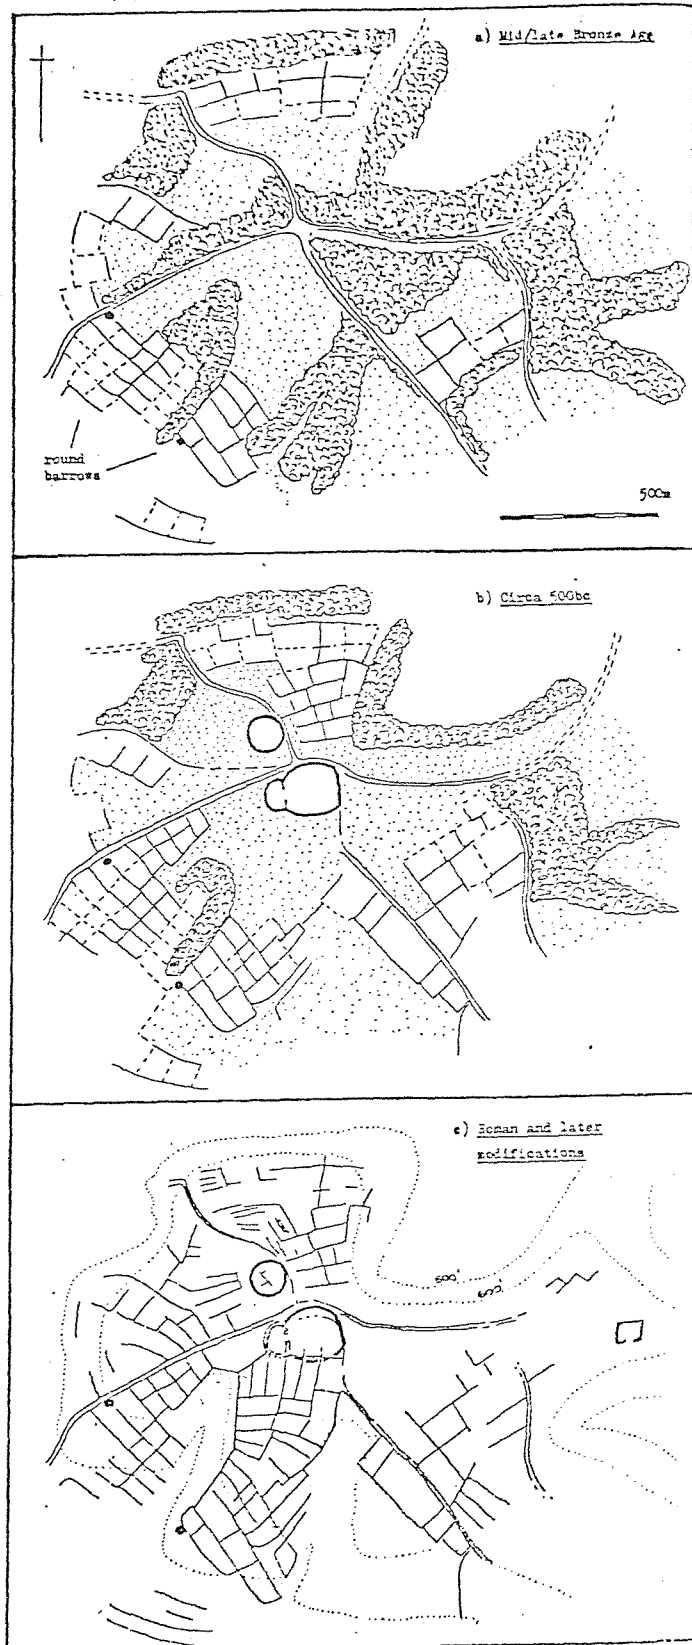 a) Mid/late Bronze Age
round
barrows
500m
b) Circa 500bc
c) Roman and later
modifications
500'
600'